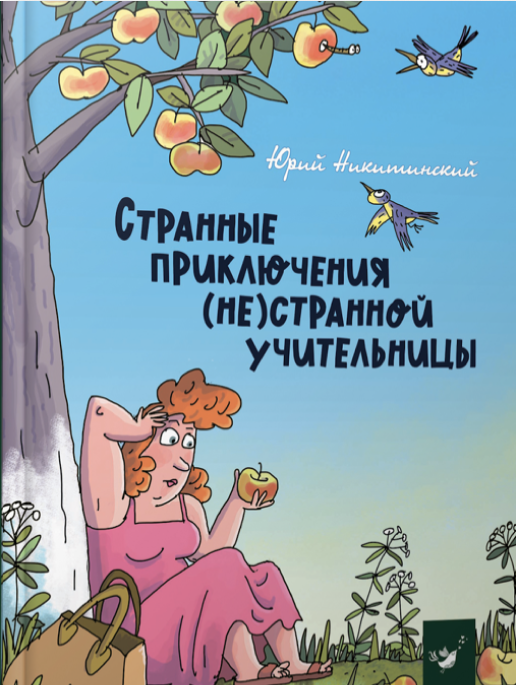 Юрий Никитинский
Странные
приключения
(не)странной
учительницы